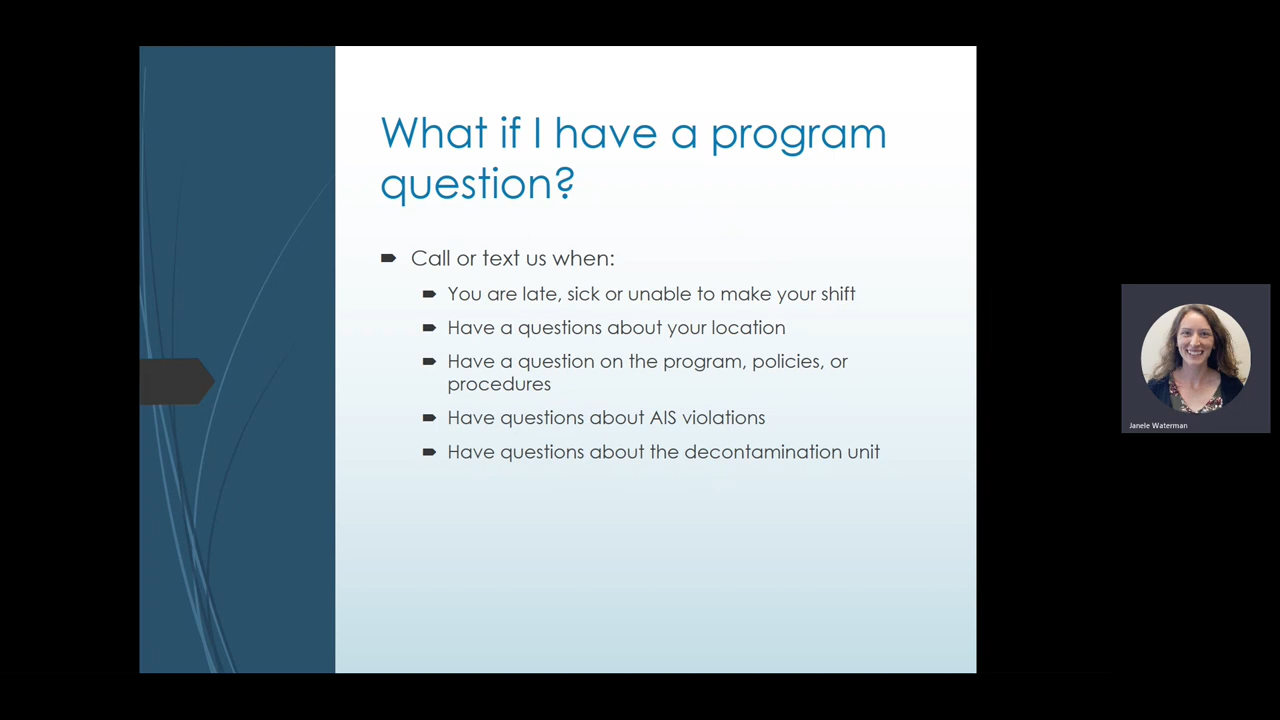 What if I have a program
question?
Call or text us when:
You are late, sick or unable to make your shift
Have a questions about your location
Have a question on the program, policies, or
procedures
Have questions about AIS violations
Have questions about the decontamination unit
Janele Waterman